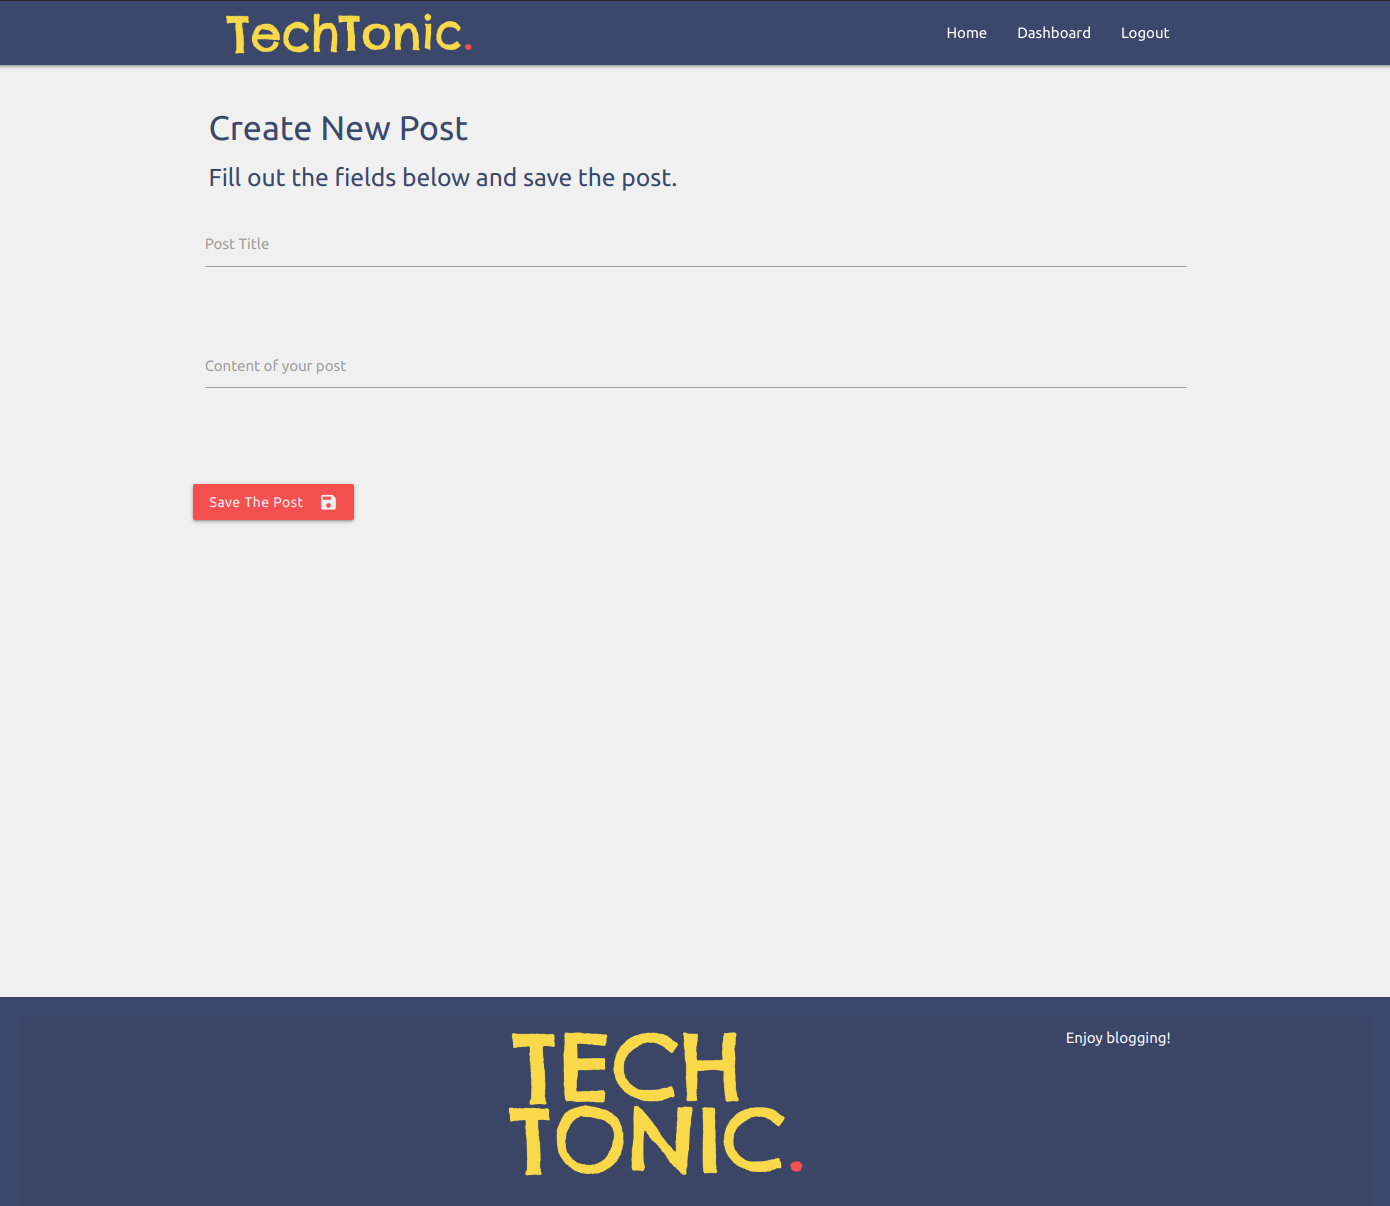 TechTonic.
Home Dashboard Logout
Create New Post
Fill out the fields below and save the post.
Post Title
Content of your post
Save The Post
TECH
TONIC.
Enjoy blogging!